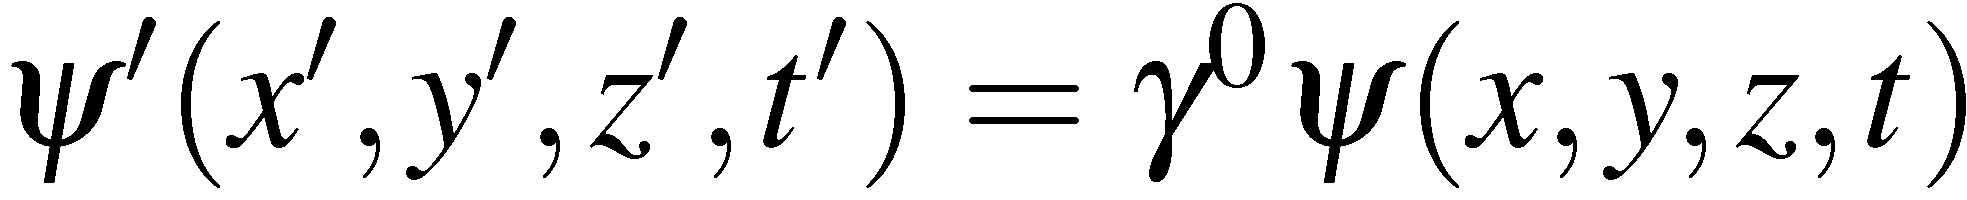 ψ′(x′, y′, z′, t′) = γ⁰ψ(x, y, z, t)